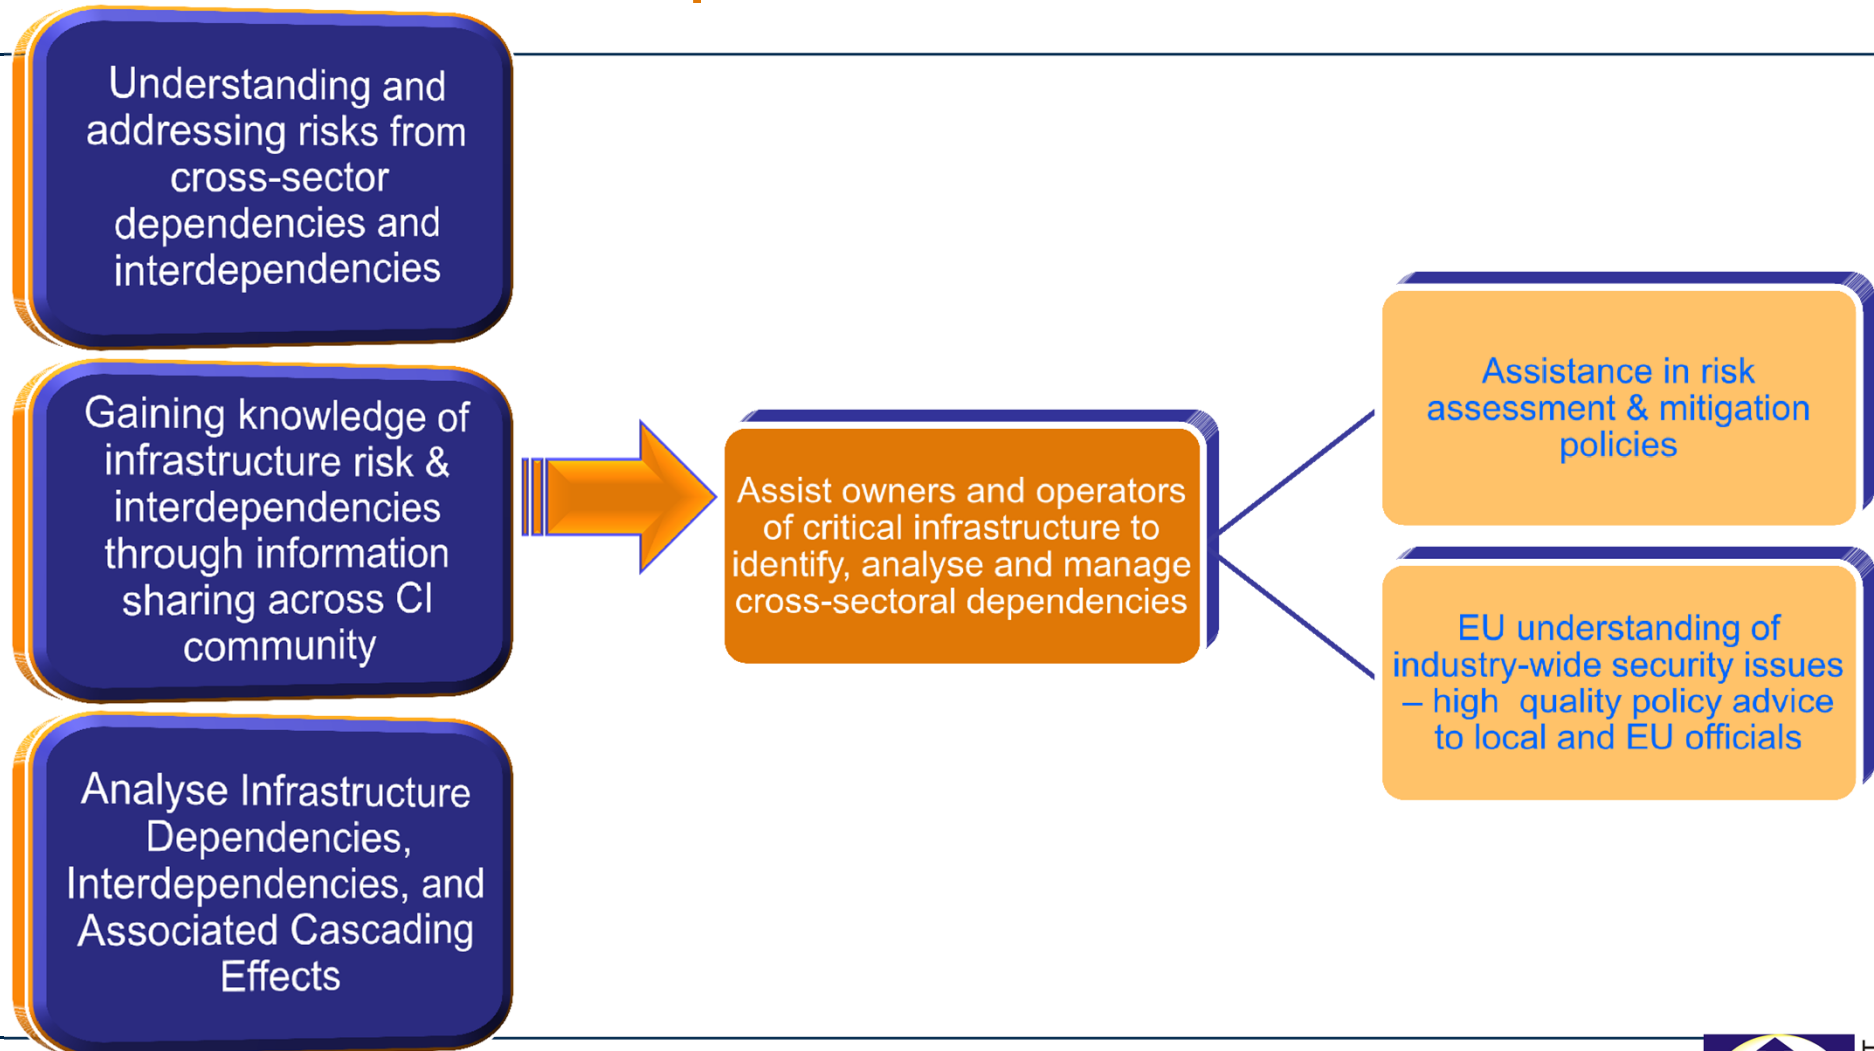 Understanding and
addressing risks from
cross-sector
dependencies and
interdependencies
Gaining knowledge of
infrastructure risk &
interdependencies
through information
sharing across CI
community
Analyse Infrastructure
Dependencies,
Interdependencies, and
Associated Cascading
Effects
Assist owners and operators
of critical infrastructure to
identify, analyse and manage
cross-sectoral dependencies
Assistance in risk
assessment & mitigation
policies
EU understanding of
industry-wide security issues
– high  quality policy advice
to local and EU officials